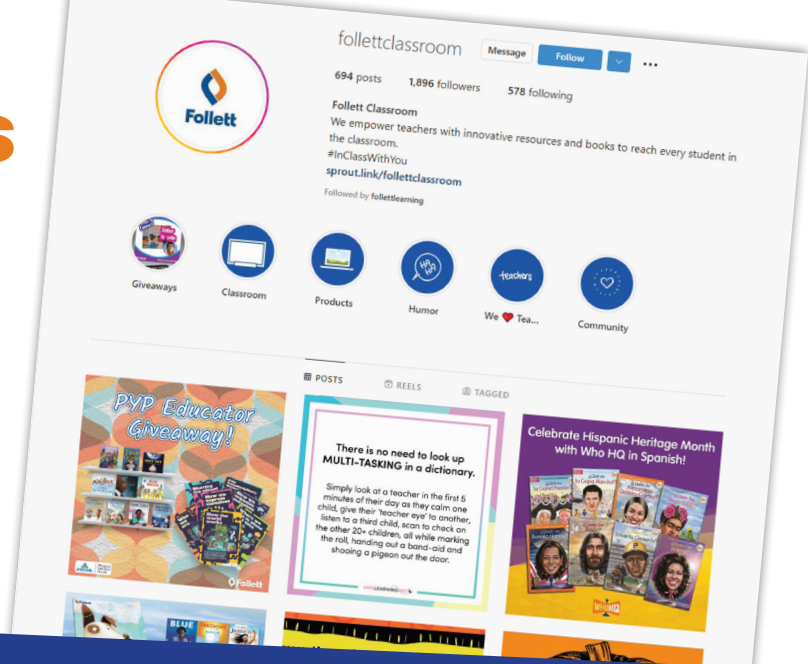 s
follettclassroom Message Follow
694 posts 1,896 followers 578 following
Follett
Follett Classroom
We empower teachers with innovative resources and books to reach every student in
the classroom.
#InClassWithYou
sprout.link/follettclassroom
Followed by follettlearning
HA HA
teachers
Giveaways Classroom Products Humor We ❤ Tea... Community
POSTS REELS TAGGED
PYP Educator
Giveaway!
Follett
There is no need to look up
MULTI-TASKING in a dictionary.
Simply look at a teacher in the first 5
minutes of their day as they calm one
child, give their 'teacher eye' to another,
listen to a third child, scan to check on
the other 20+ children, all while marking
the roll, handing out a band-aid and
shooing a pigeon out the door.
Celebrate Hispanic Heritage Month
with Who HQ in Spanish!
WHO HQ
BLUE